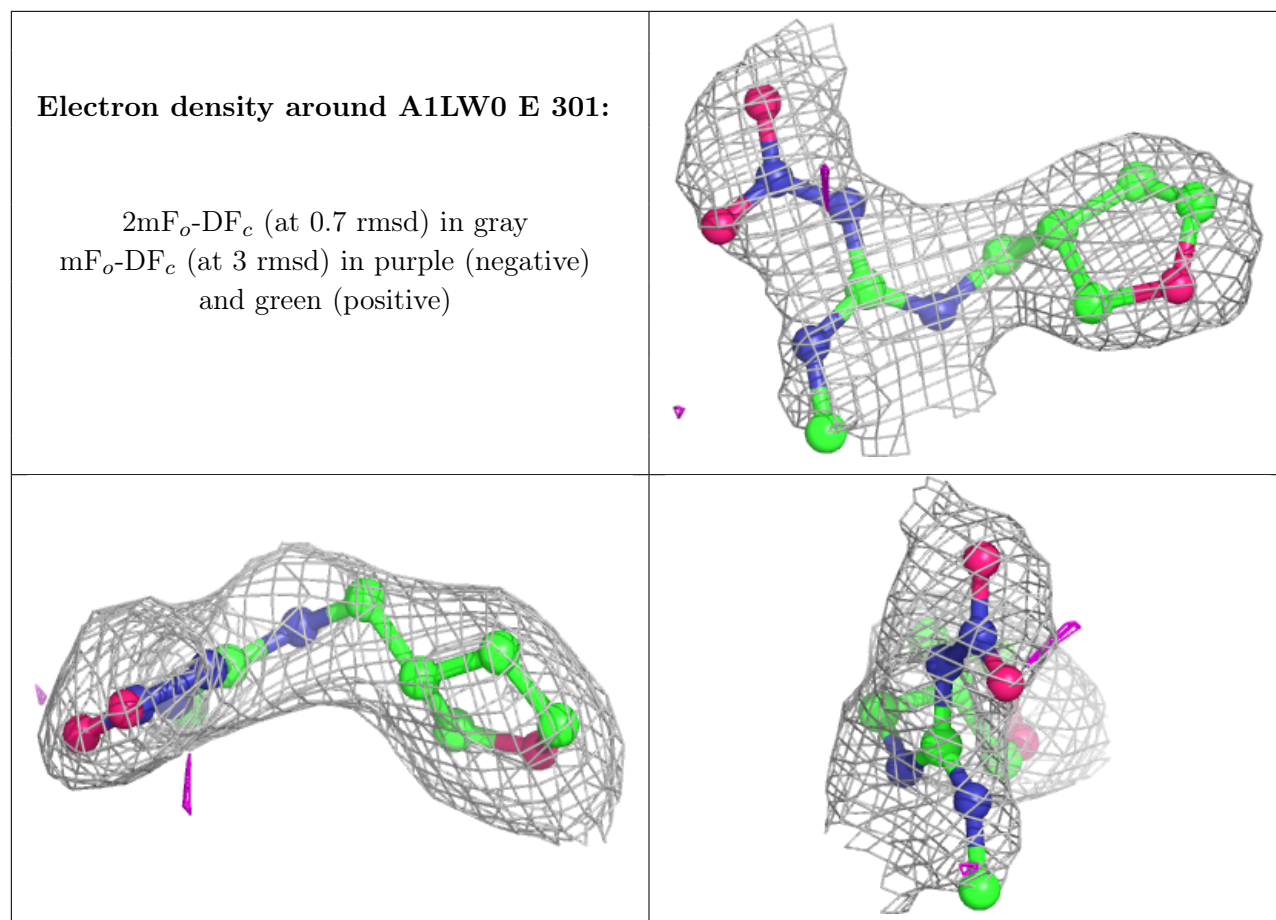 Electron density around A1LW0 E 301:
2mFₒ-DF𝒸 (at 0.7 rmsd) in gray
mFₒ-DF𝒸 (at 3 rmsd) in purple (negative)
and green (positive)